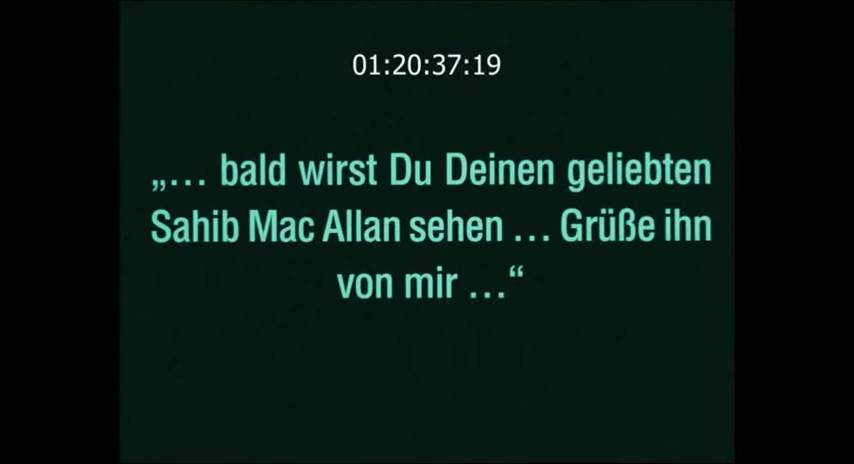 01:20:37:19
„… bald wirst Du Deinen geliebten
Sahib Mac Allan sehen … Grüße ihn
von mir …“